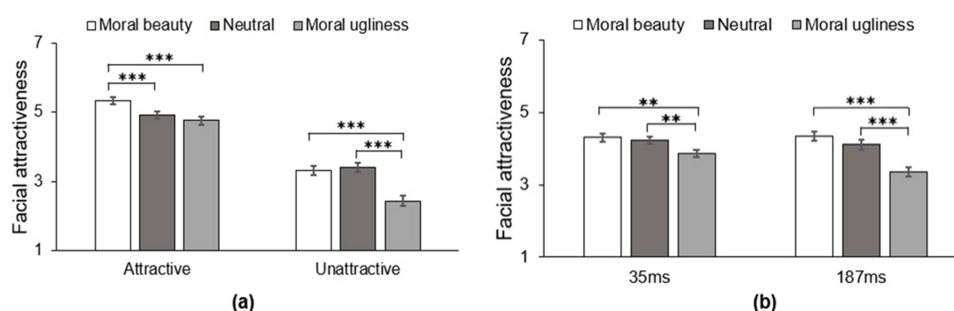 Moral beauty Neutral Moral ugliness
7
5
3
1
Facial attractiveness
***
***
***
***
Attractive Unattractive
(a)
Moral beauty Neutral Moral ugliness
7
5
3
1
Facial attractiveness
**
**
***
***
35ms 187ms
(b)